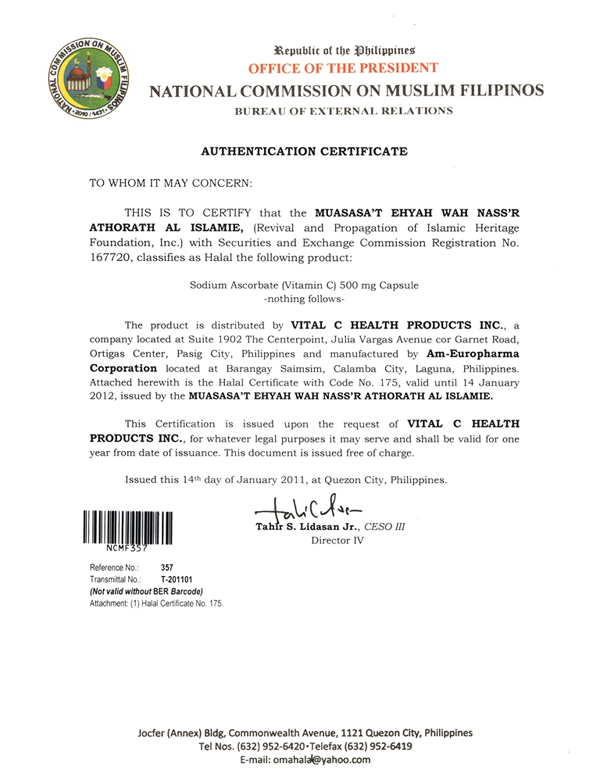 NATIONAL COMMISSION ON MUSLIM FILIPINOS
2010 / 1431
Republic of the Philippines
OFFICE OF THE PRESIDENT
NATIONAL COMMISSION ON MUSLIM FILIPINOS
BUREAU OF EXTERNAL RELATIONS
AUTHENTICATION CERTIFICATE
TO WHOM IT MAY CONCERN:
THIS IS TO CERTIFY that the MUASASA'T EHYAH WAH NASS'R
ATHORATH AL ISLAMIE, (Revival and Propagation of Islamic Heritage
Foundation, Inc.) with Securities and Exchange Commission Registration No.
167720, classifies as Halal the following product:
Sodium Ascorbate (Vitamin C) 500 mg Capsule
-nothing follows-
The product is distributed by VITAL C HEALTH PRODUCTS INC., a
company located at Suite 1902 The Centerpoint, Julia Vargas Avenue cor Garnet Road,
Ortigas Center, Pasig City, Philippines and manufactured by Am-Europharma
Corporation located at Barangay Saimsim, Calamba City, Laguna, Philippines.
Attached herewith is the Halal Certificate with Code No. 175, valid until 14 January
2012, issued by the MUASASA'T EHYAH WAH NASS'R ATHORATH AL ISLAMIE.
This Certification is issued upon the request of VITAL C HEALTH
PRODUCTS INC., for whatever legal purposes it may serve and shall be valid for one
year from date of issuance. This document is issued free of charge.
Issued this 14th day of January 2011, at Quezon City, Philippines.
Tahir S. Lidasan Jr., CESO III
Director IV
NCMF357
Reference No.: 357
Transmittal No.: T-201101
(Not valid without BER Barcode)
Attachment: (1) Halal Certificate No. 175.
Jocfer (Annex) Bldg, Commonwealth Avenue, 1121 Quezon City, Philippines
Tel Nos. (632) 952-6420•Telefax (632) 952-6419
E-mail: omahala@yahoo.com